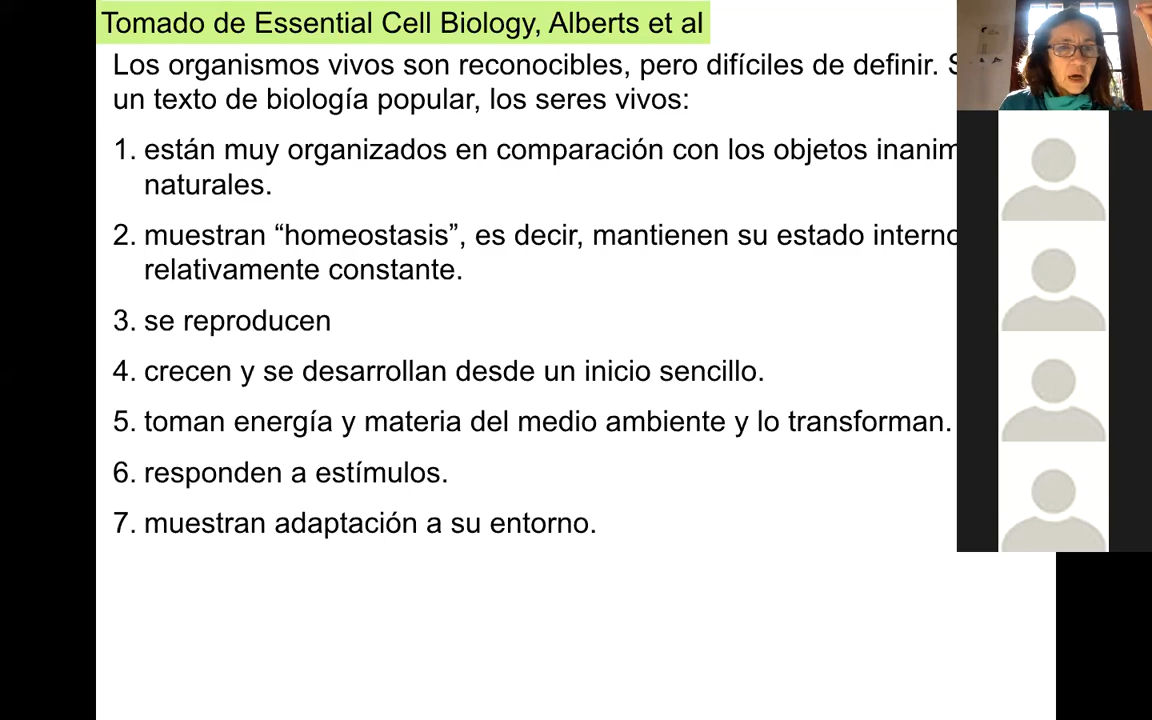 Tomado de Essential Cell Biology, Alberts et al
Los organismos vivos son reconocibles, pero difíciles de definir.
un texto de biología popular, los seres vivos:
1. están muy organizados en comparación con los objetos
naturales.
2. muestran “homeostasis”, es decir, mantienen su estado interno
relativamente constante.
3. se reproducen
4. crecen y se desarrollan desde un inicio sencillo.
5. toman energía y materia del medio ambiente y lo transforman.
6. responden a estímulos.
7. muestran adaptación a su entorno.